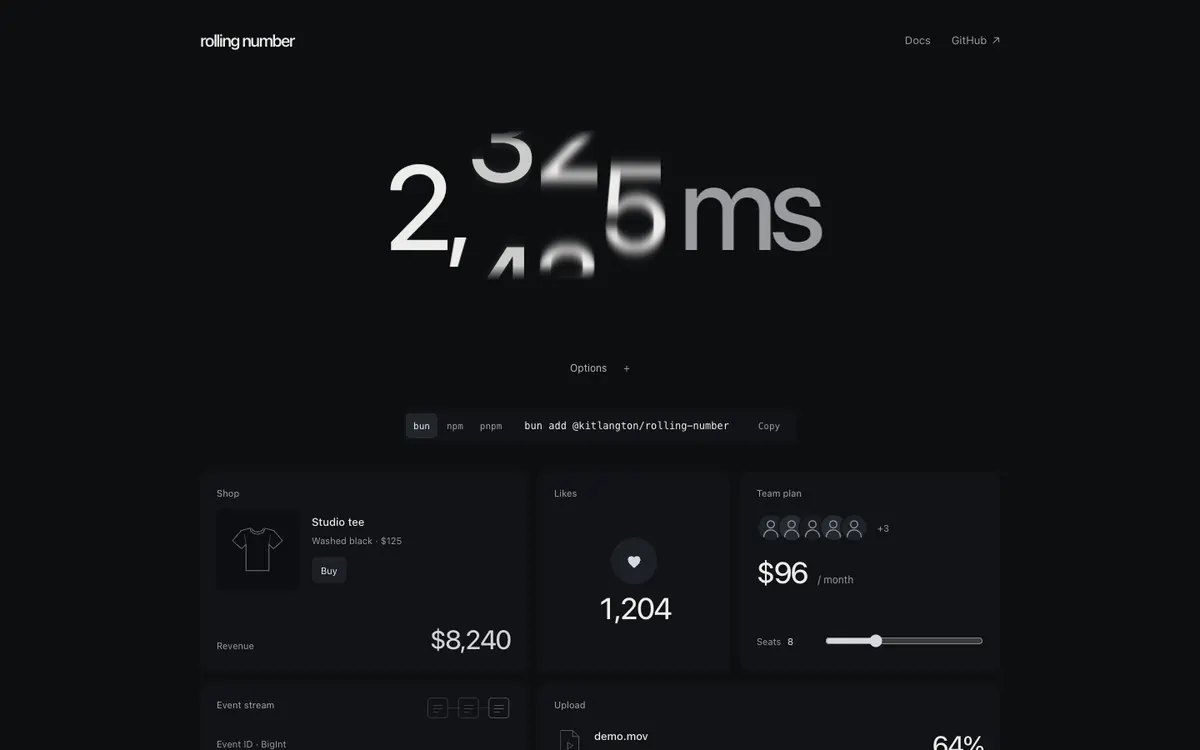 rolling number
Docs
GitHub ↗
2,325 ms
Options +
bun npm pnpm bun add @kitlangton/rolling-number Copy
Shop
Studio tee
Washed black · $125
Buy
Revenue
$8,240
Likes
1,204
Team plan
+3
$96 / month
Seats 8
Event stream
Event ID · BigInt
Upload
demo.mov
64%